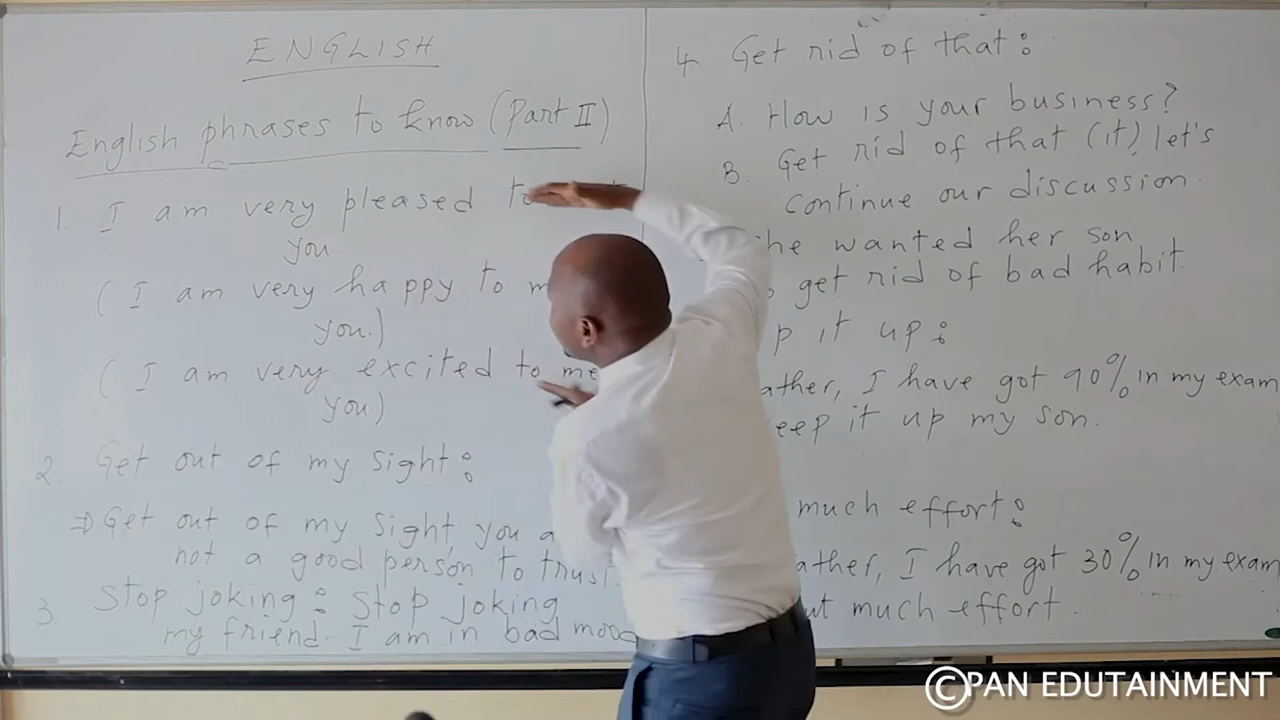 ENGLISH
English phrases to know (Part II)
1. I am very pleased to
you.
(I am very happy to m
you.)
(I am very excited to me
you.)
2. Get out of my sight:
⇒ Get out of my sight, you a
not a good person to trust
3 Stop joking: Stop joking
my friend. I am in bad mood
4. Get rid of that:
A. How is your business?
B. Get rid of that (it), let's
continue our discussion.
he wanted her son
get rid of bad habit.
p it up:
ather, I have got 90% in my exam
eep it up my son.
much effort:
ather, I have got 30% in my exam
ut much effort.
©PAN EDUTAINMENT